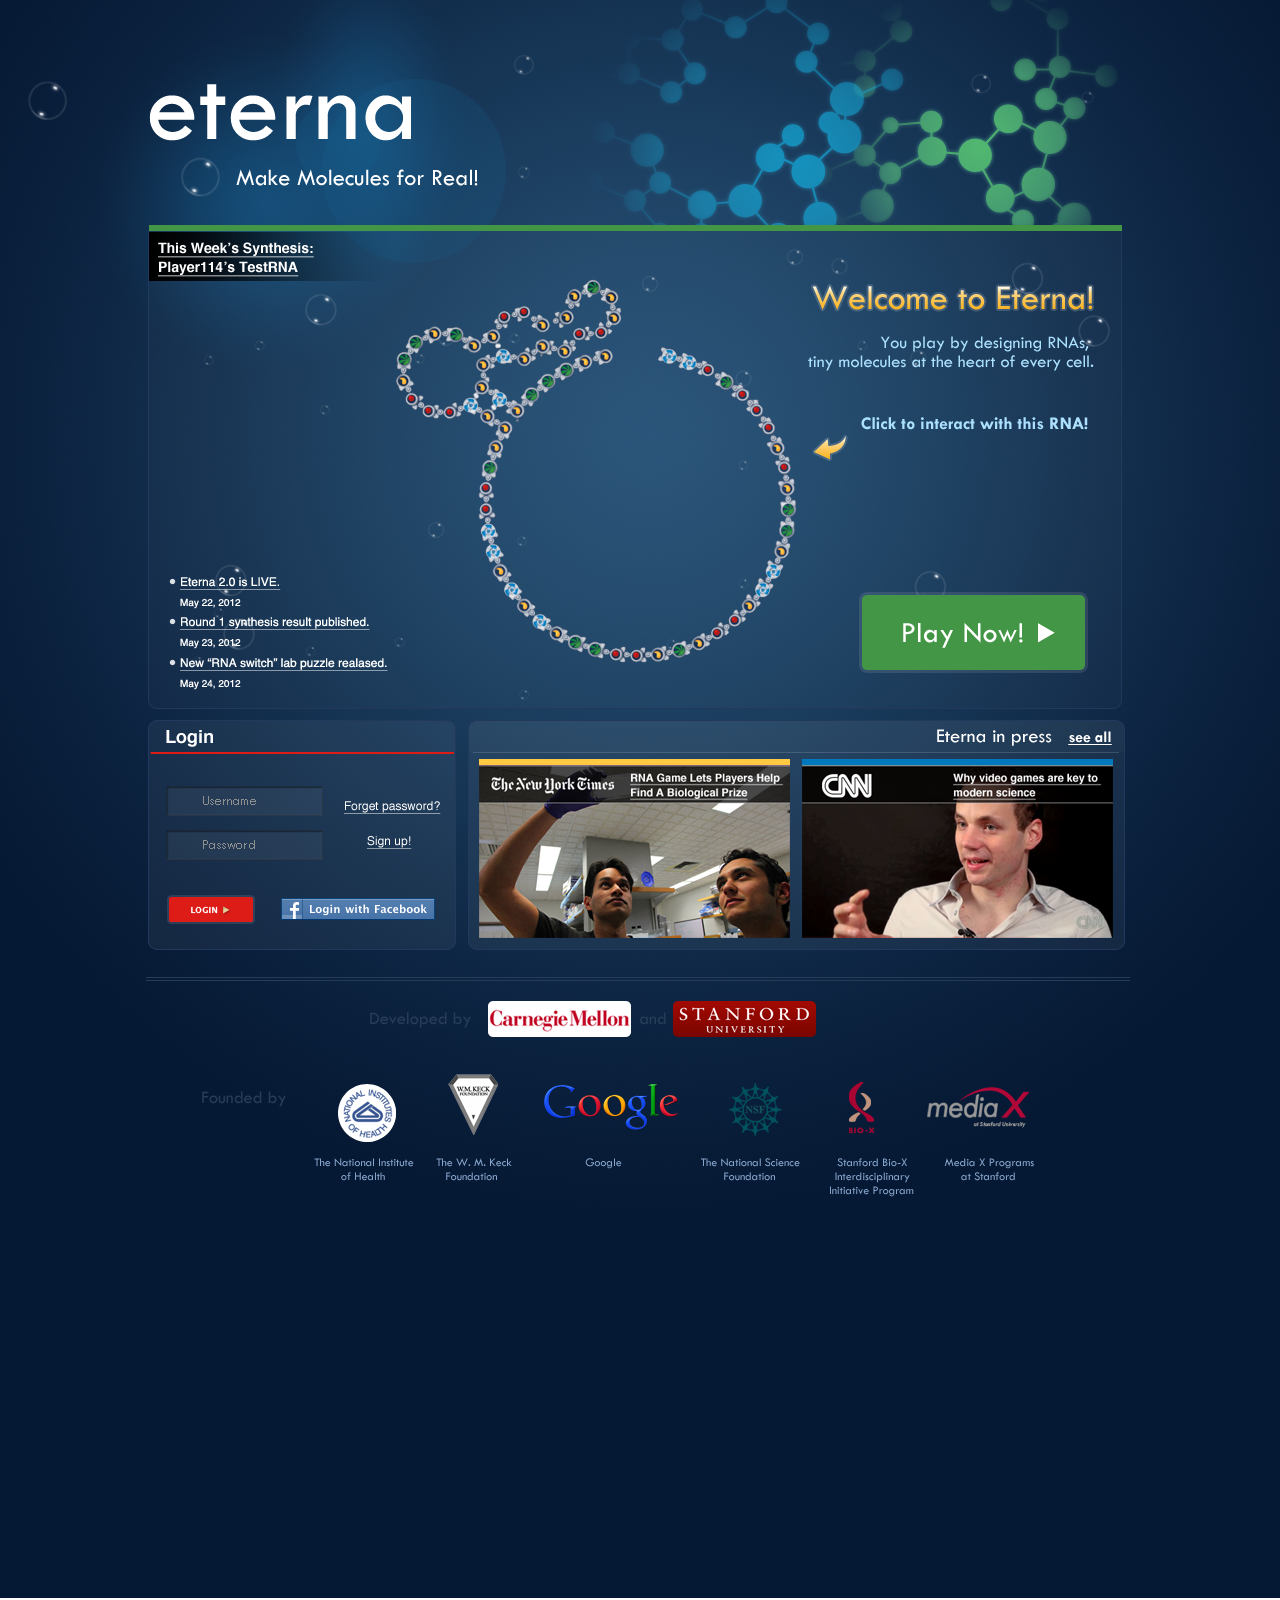 eterna
Make Molecules for Real!
This Week's Synthesis:
Player114's TestRNA
Welcome to Eterna!
You play by designing RNAs,
tiny molecules at the heart of every cell.
Click to interact with this RNA!
Eterna 2.0 is LIVE.
May 22, 2012
Round 1 synthesis result published.
May 23, 2012
New “RNA switch” lab puzzle realased.
May 24, 2012
Play Now!
Login
Username
Forget password?
Password
Sign up!
LOGIN
Login with Facebook
Eterna in press see all
The New York Times
RNA Game Lets Players Help
Find A Biological Prize
CNN
Why video games are key to
modern science
CNN
Developed by Carnegie Mellon and STANFORD
UNIVERSITY
Founded by
NATIONAL INSTITUTES
OF HEALTH
W.M. KECK
FOUNDATION
Google
NSF
BIO-X
media X
at Stanford University
The National Institute
of Health
The W. M. Keck
Foundation
Google
The National Science
Foundation
Stanford Bio-X
Interdisciplinary
Initiative Program
Media X Programs
at Stanford